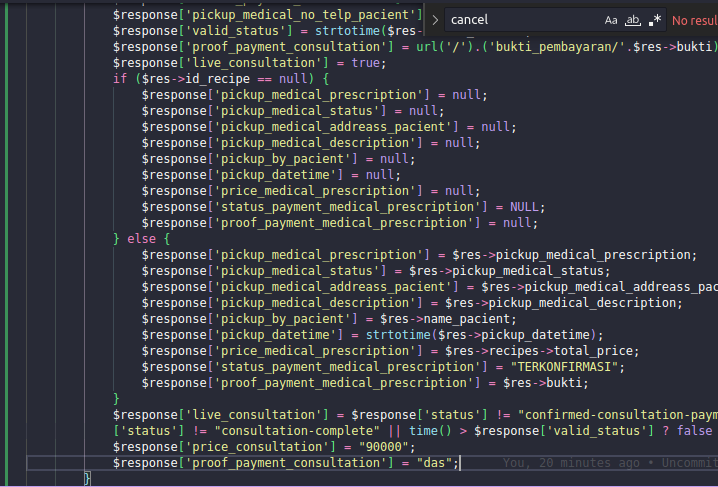 $response['pickup_medical_no_telp_pacient']
> cancel Aa ab .* No resul
$response['valid_status'] = strtotime($res-
$response['proof_payment_consultation'] = url('/').('bukti_pembayaran/'.$res->bukti)
$response['live_consultation'] = true;
if ($res->id_recipe == null) {
$response['pickup_medical_prescription'] = null;
$response['pickup_medical_status'] = null;
$response['pickup_medical_addreass_pacient'] = null;
$response['pickup_medical_description'] = null;
$response['pickup_by_pacient'] = null;
$response['pickup_datetime'] = null;
$response['price_medical_prescription'] = null;
$response['status_payment_medical_prescription'] = NULL;
$response['proof_payment_medical_prescription'] = null;
} else {
$response['pickup_medical_prescription'] = $res->pickup_medical_prescription;
$response['pickup_medical_status'] = $res->pickup_medical_status;
$response['pickup_medical_addreass_pacient'] = $res->pickup_medical_addreass_pac
$response['pickup_medical_description'] = $res->pickup_medical_description;
$response['pickup_by_pacient'] = $res->name_pacient;
$response['pickup_datetime'] = strtotime($res->pickup_datetime);
$response['price_medical_prescription'] = $res->recipes->total_price;
$response['status_payment_medical_prescription'] = "TERKONFIRMASI";
$response['proof_payment_medical_prescription'] = $res->bukti;
}
$response['live_consultation'] = $response['status'] != "confirmed-consultation-paym
['status'] != "consultation-complete" || time() > $response['valid_status'] ? false
$response['price_consultation'] = "90000";
$response['proof_payment_consultation'] = "das"; You, 20 minutes ago • Uncommit
}